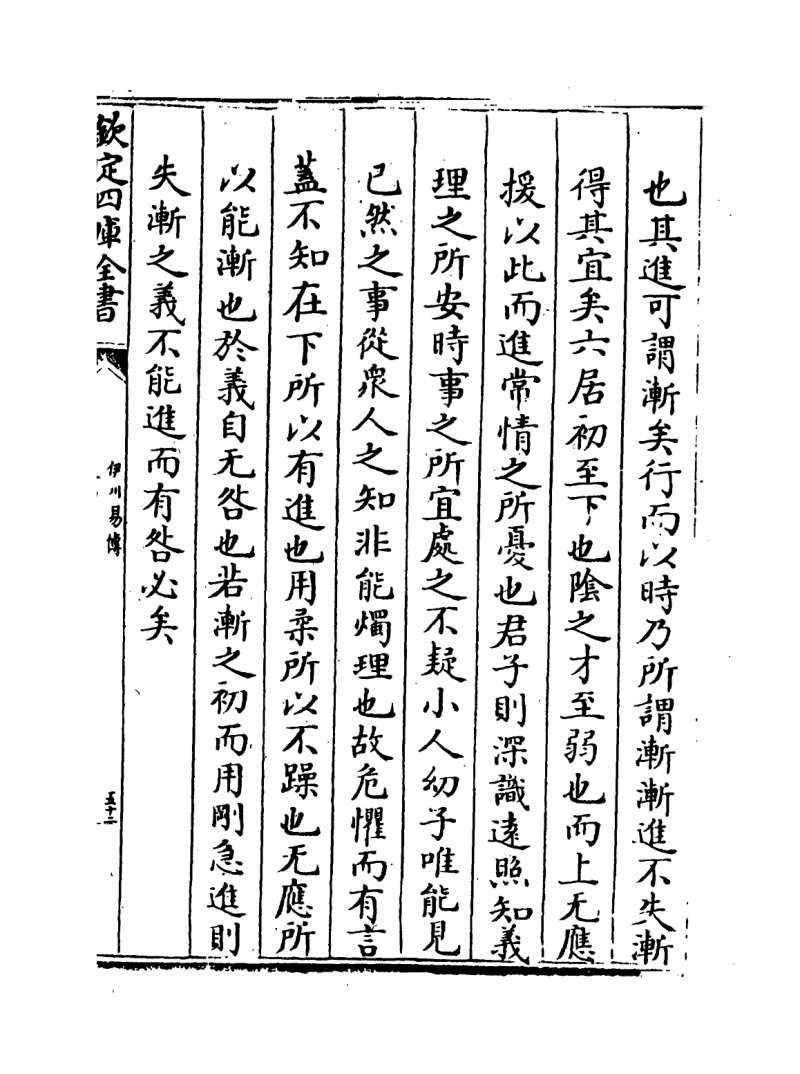 也其進可謂漸矣行而以時乃所謂漸漸進不失漸
得其宜矣六居初至下也陰之才至弱也而上无應
援以此而進常情之所憂也君子則深識遠照知義
理之所安時事之所宜處之不疑小人幼子唯能見
已然之事從衆人之知非能燭理也故危懼而有言
蓋不知在下所以有進也用柔所以不躁也无應所
以能漸也於義自无咎也若漸之初而用剛急進則
失漸之義不能進而有咎必矣
欽定四庫全書
伊川易傳
五十二